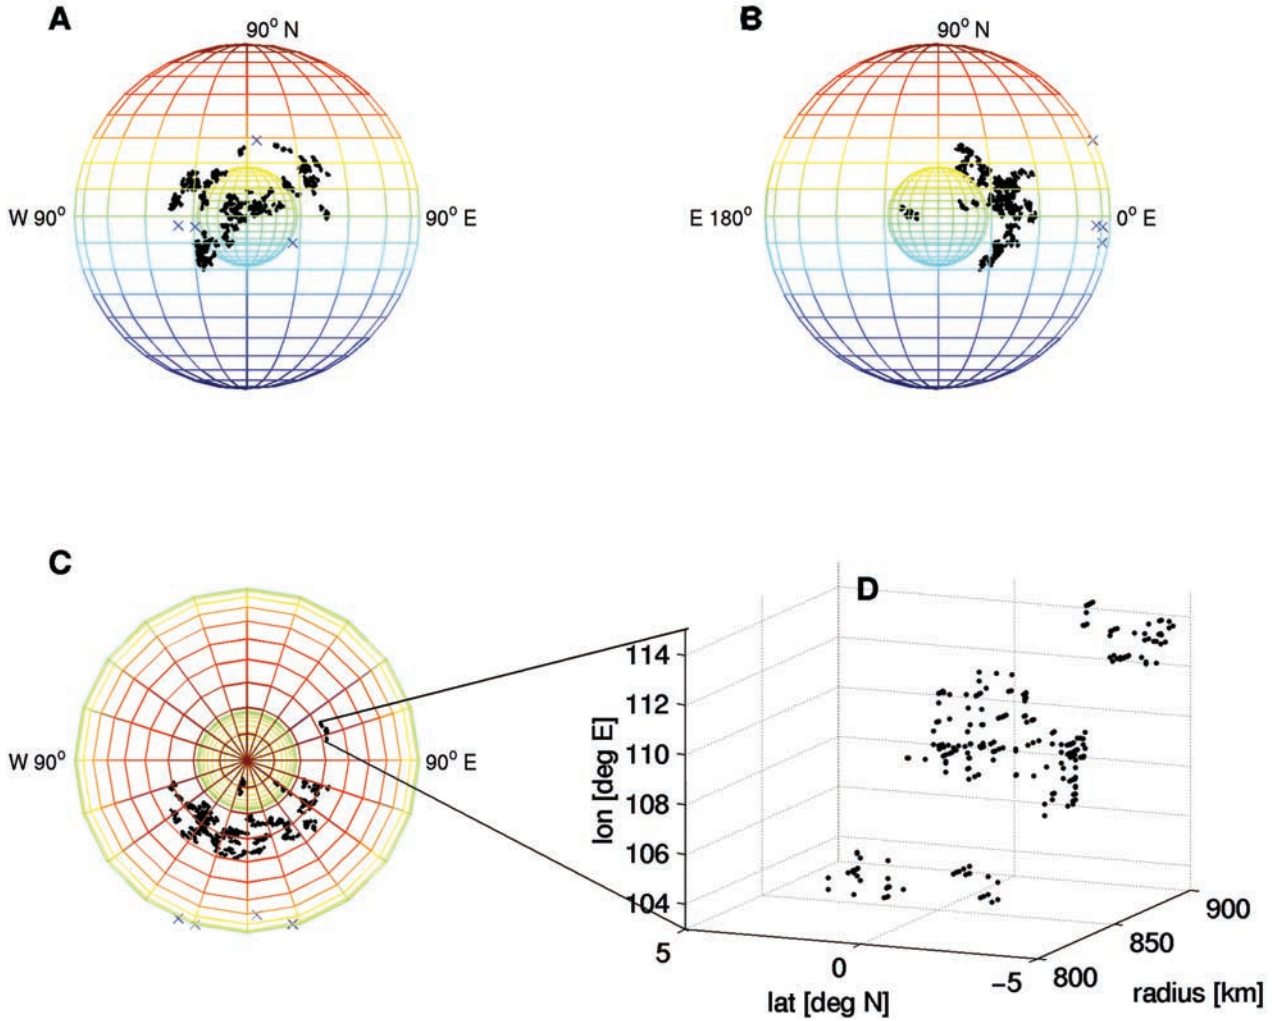 A
90° N
W 90°
90° E
B
90° N
E 180°
0° E
C
W 90°
90° E
D
114
112
110
108
106
104
lon [deg E]
5
0
−5
lat [deg N]
800
850
900
radius [km]